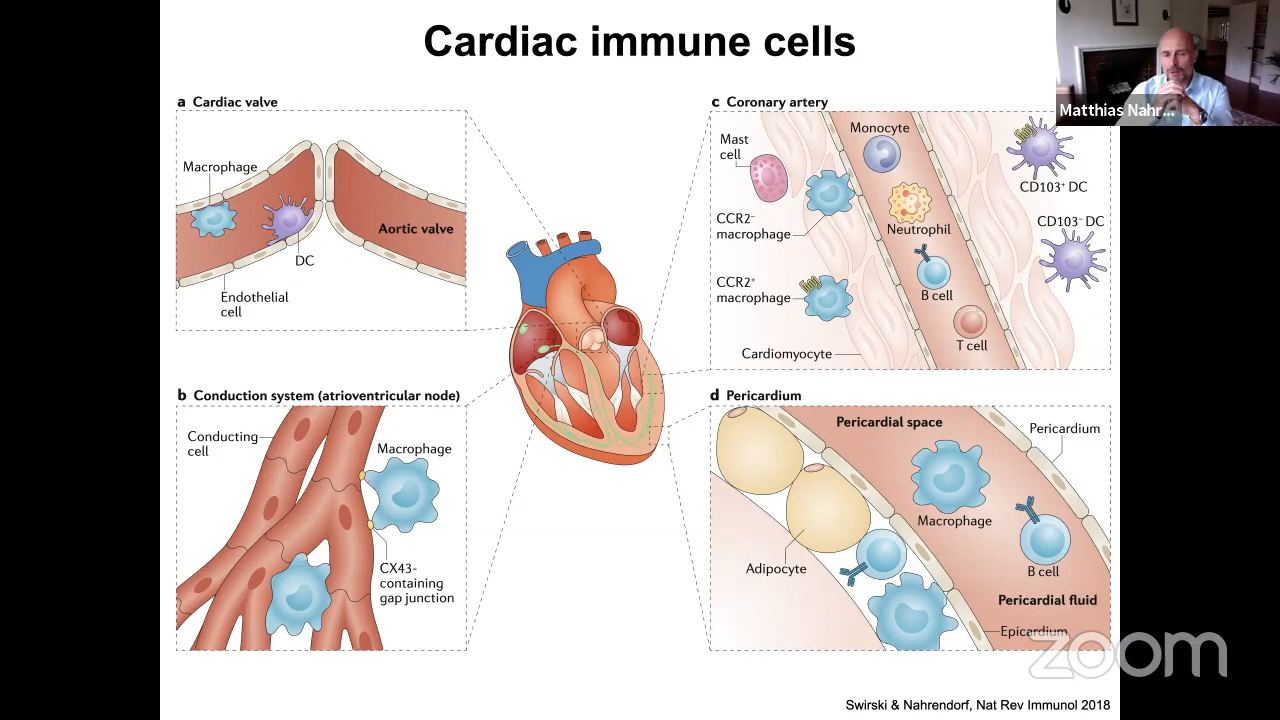 Cardiac immune cells
Matthias Nahr...
a Cardiac valve
Macrophage
Aortic valve
DC
Endothelial
cell
b Conduction system (atrioventricular node)
Conducting
cell
Macrophage
CX43-
containing
gap junction
c Coronary artery
Mast
cell
Monocyte
CD103⁺ DC
CCR2⁻
macrophage
Neutrophil
CD103⁻ DC
CCR2⁺
macrophage
B cell
T cell
Cardiomyocyte
d Pericardium
Pericardial space
Pericardium
Macrophage
Adipocyte
B cell
Pericardial fluid
Epicardium
zoom
Swirski & Nahrendorf, Nat Rev Immunol 2018